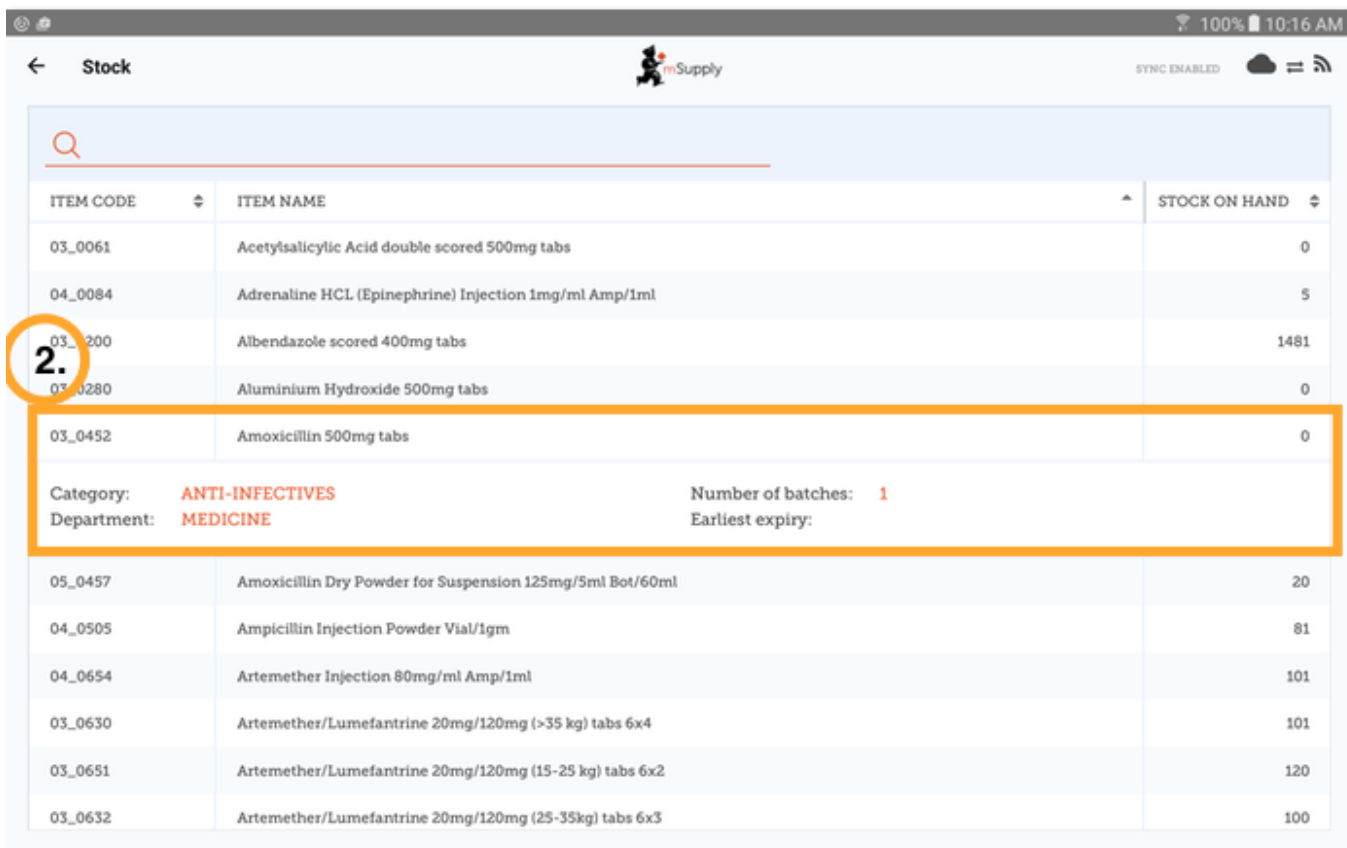 100% 10:16 AM
Stock
mSupply
SYNC ENABLED
ITEM CODE ITEM NAME STOCK ON HAND
03_0061 Acetylsalicylic Acid double scored 500mg tabs 0
04_0084 Adrenaline HCL (Epinephrine) Injection 1mg/ml Amp/1ml 5
03_0200 Albendazole scored 400mg tabs 1481
2.
03_0280 Aluminium Hydroxide 500mg tabs 0
03_0452 Amoxicillin 500mg tabs 0
Category: ANTI-INFECTIVES Number of batches: 1
Department: MEDICINE Earliest expiry:
05_0457 Amoxicillin Dry Powder for Suspension 125mg/5ml Bot/60ml 20
04_0505 Ampicillin Injection Powder Vial/1gm 81
04_0654 Artemether Injection 80mg/ml Amp/1ml 101
03_0630 Artemether/Lumefantrine 20mg/120mg (>35 kg) tabs 6x4 101
03_0651 Artemether/Lumefantrine 20mg/120mg (15-25 kg) tabs 6x2 120
03_0632 Artemether/Lumefantrine 20mg/120mg (25-35kg) tabs 6x3 100